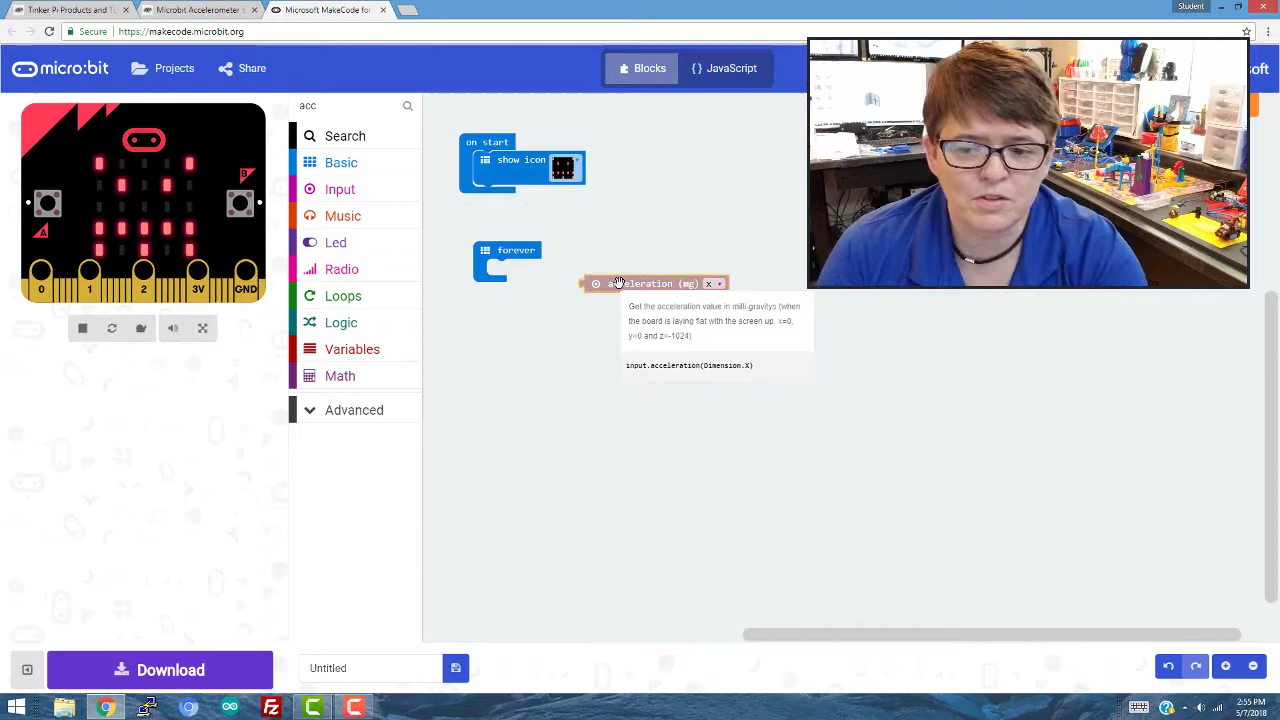 Tinker Pi Products and Tu
Microbit Accelerometer s
Microsoft MakeCode for
Student
Secure
https://makecode.microbit.org
micro:bit
Projects
Share
Blocks
{} JavaScript
oft
acc
Search
Basic
Input
Music
Led
Radio
Loops
Logic
Variables
Math
Advanced
A
B
0 1 2 3V GND
on start
show icon
forever
acceleration (mg) x
Get the acceleration value in milli-gravitys (when
the board is laying flat with the screen up. x=0,
y=0 and z=-1024)
input.acceleration(Dimension.X)
Download
Untitled
2:55 PM
5/7/2018